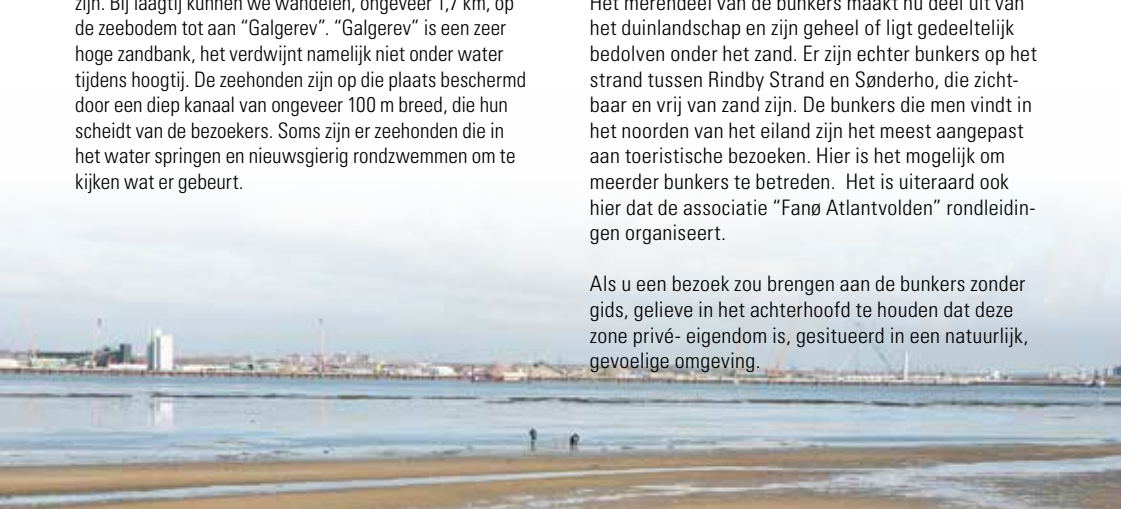 zijn. Bij laagtij kunnen we wandelen, ongeveer 1,7 km, op
de zeebodem tot aan “Galgerev”. “Galgerev” is een zeer
hoge zandbank, het verdwijnt namelijk niet onder water
tijdens hoogtij. De zeehonden zijn op die plaats beschermd
door een diep kanaal van ongeveer 100 m breed, die hun
scheidt van de bezoekers. Soms zijn er zeehonden die in
het water springen en nieuwsgierig rondzwemmen om te
kijken wat er gebeurt.
Het merendeel van de bunkers maakt nu deel uit van
het duinlandschap en zijn geheel of ligt gedeeltelijk
bedolven onder het zand. Er zijn echter bunkers op het
strand tussen Rindby Strand en Sønderho, die zicht-
baar en vrij van zand zijn. De bunkers die men vindt in
het noorden van het eiland zijn het meest aangepast
aan toeristische bezoeken. Hier is het mogelijk om
meerder bunkers te betreden.  Het is uiteraard ook
hier dat de associatie “Fanø Atlantvolden” rondleidin-
gen organiseert.
Als u een bezoek zou brengen aan de bunkers zonder
gids, gelieve in het achterhoofd te houden dat deze
zone privé- eigendom is, gesitueerd in een natuurlijk,
gevoelige omgeving.